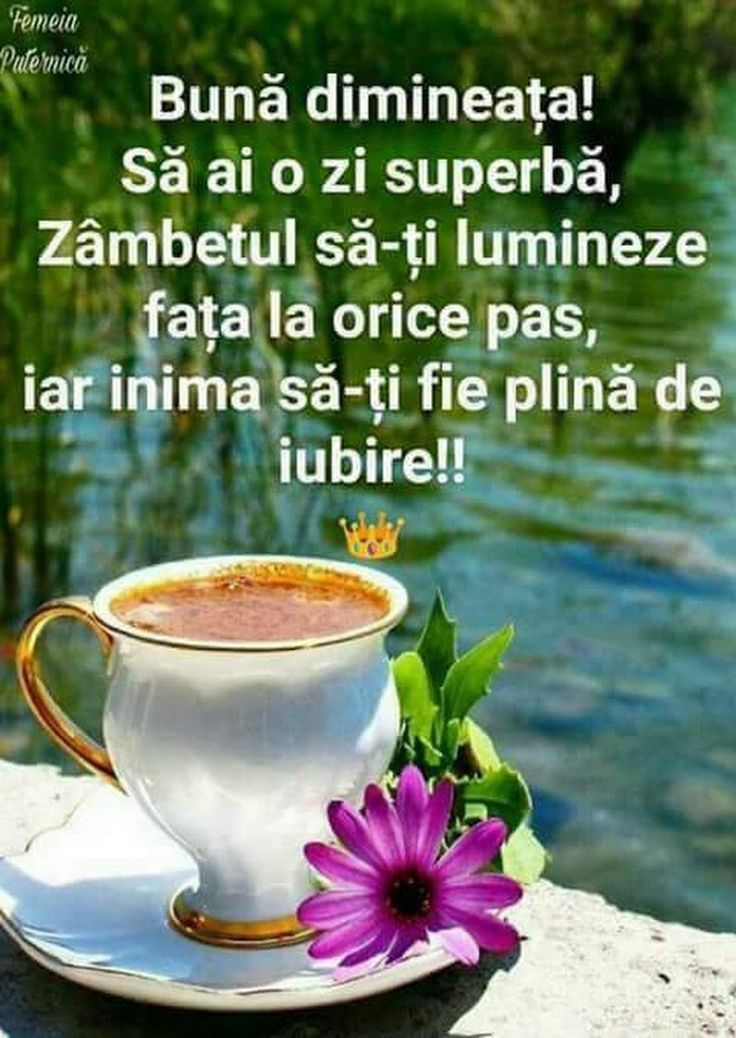 Femeia
Puternică
Bună dimineața!
Să ai o zi superbă,
Zâmbetul să-ți lumineze
fața la orice pas,
iar inima să-ți fie plină de
iubire!!